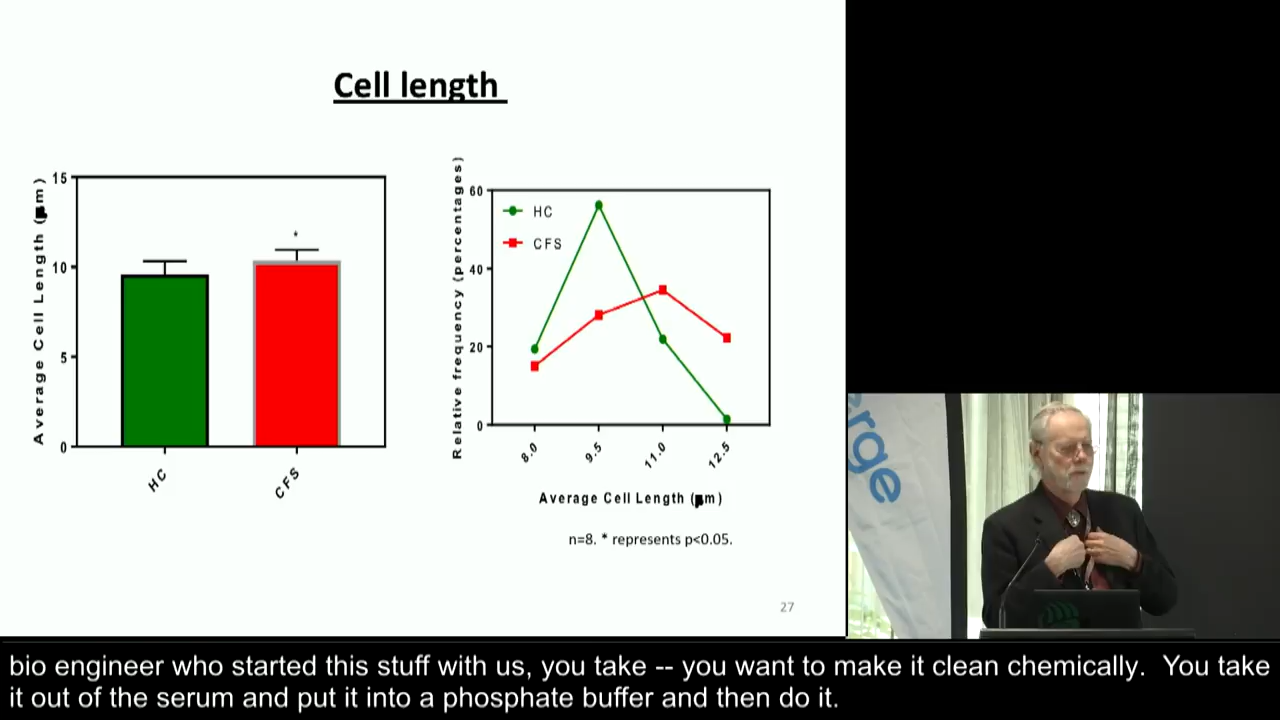 Cell length
Average Cell Length (µm)
15
10
5
0
*
HC
CFS
Relative frequency (percentages)
60
40
20
0
HC
CFS
8.0
9.5
11.0
12.5
Average Cell Length (µm)
n=8. * represents p<0.05.
27
erge
bio engineer who started this stuff with us, you take -- you want to make it clean chemically.  You take
it out of the serum and put it into a phosphate buffer and then do it.